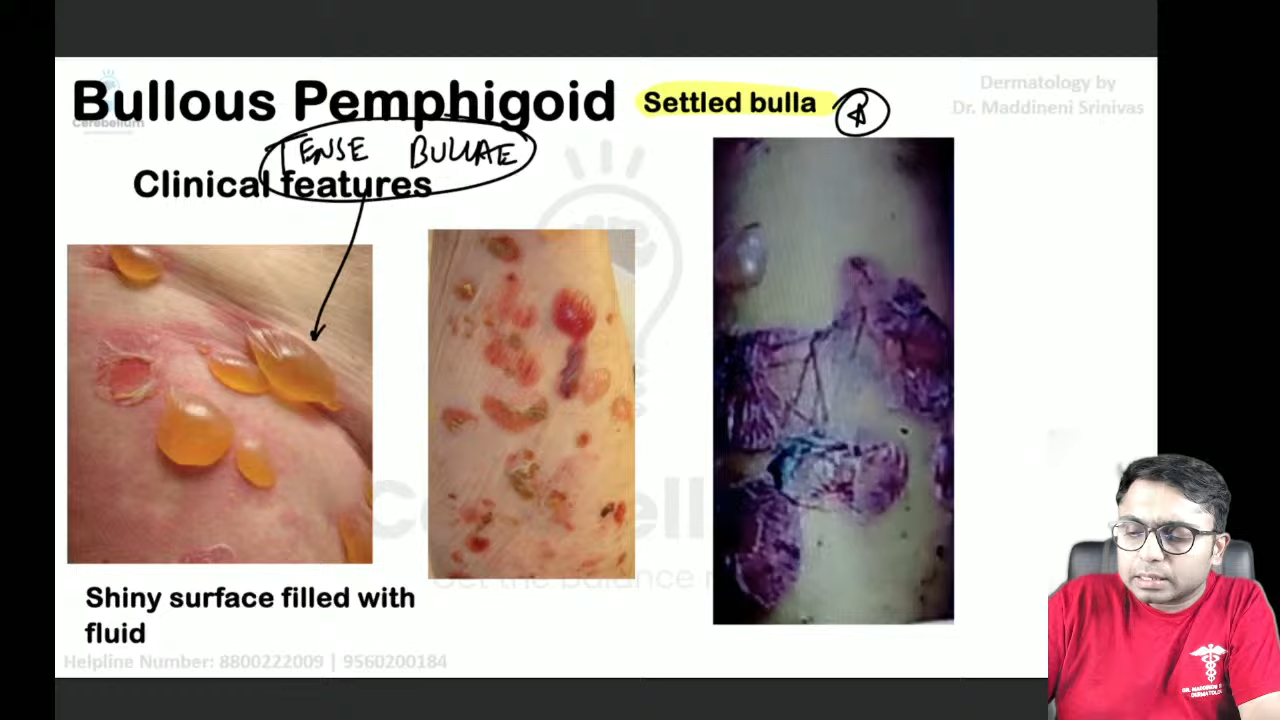 Bullous Pemphigoid
Settled bulla
Dermatology by
Dr. Maddineni Srinivas
Cerebellum
TENSE BULLAE
Clinical features
Shiny surface filled with
fluid
Helpline Number: 8800222009 | 9560200184